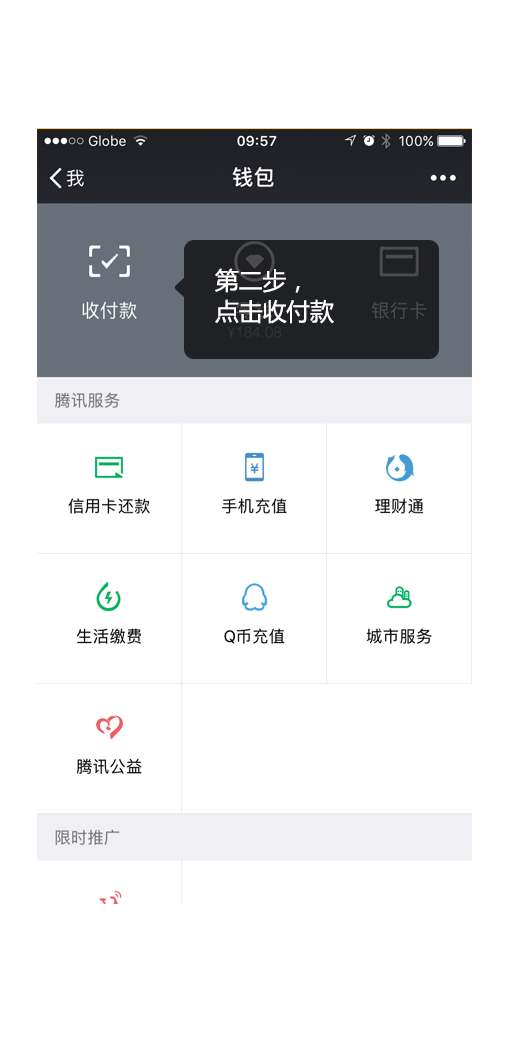 Globe 09:57 100%
我 钱包
第二步，
收付款 点击收付款 银行卡
¥184.08
腾讯服务
信用卡还款 手机充值 理财通
生活缴费 Q币充值 城市服务
腾讯公益
限时推广